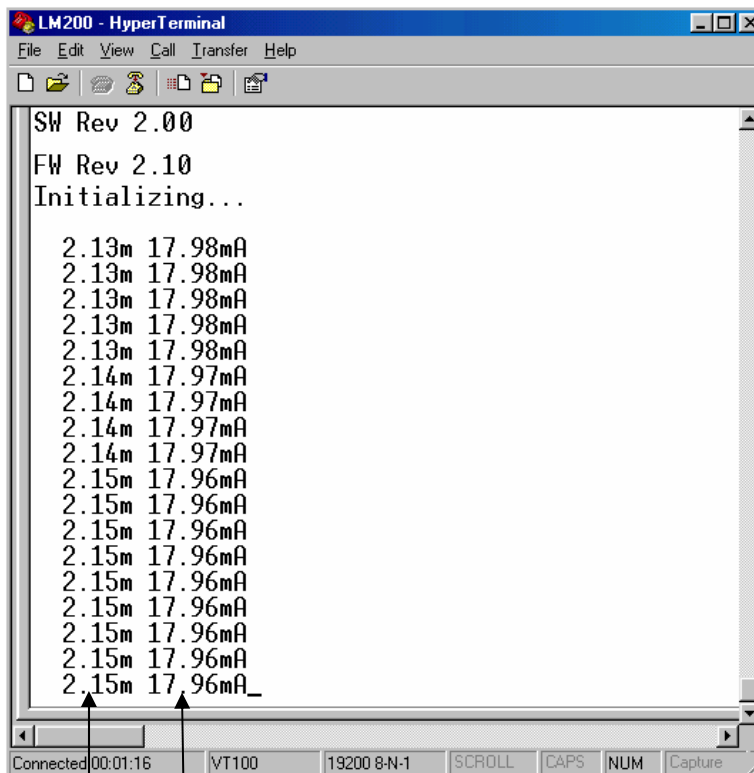 LM200 - HyperTerminal
File Edit View Call Transfer Help
SW Rev 2.00
FW Rev 2.10
Initializing...
2.13m 17.98mA
2.13m 17.98mA
2.13m 17.98mA
2.13m 17.98mA
2.13m 17.98mA
2.14m 17.97mA
2.14m 17.97mA
2.14m 17.97mA
2.14m 17.97mA
2.15m 17.96mA
2.15m 17.96mA
2.15m 17.96mA
2.15m 17.96mA
2.15m 17.96mA
2.15m 17.96mA
2.15m 17.96mA
2.15m 17.96mA
2.15m 17.96mA_
Connected 00:01:16 VT100 19200 8-N-1 SCROLL CAPS NUM Capture